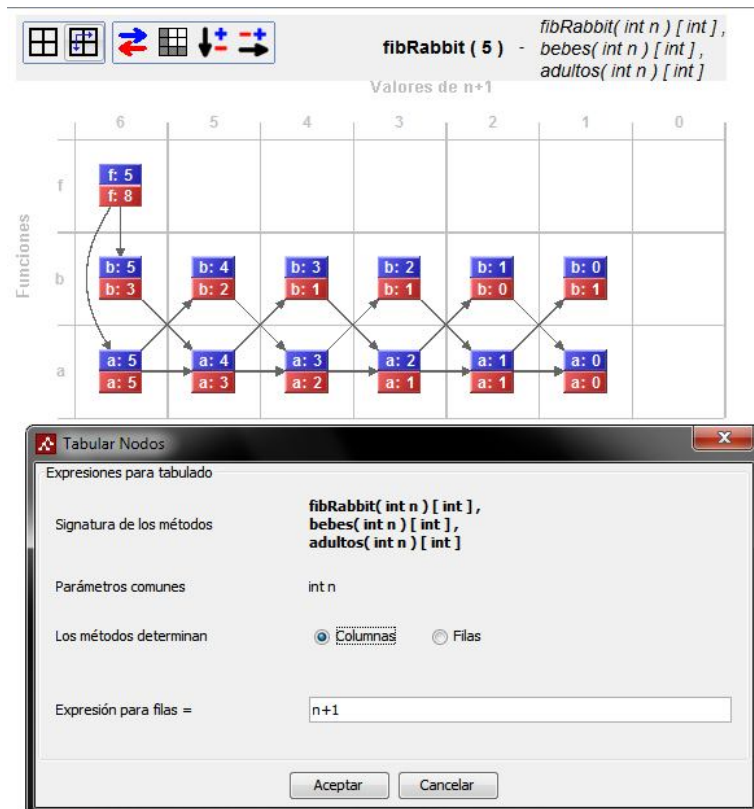 fibRabbit ( 5 ) - fibRabbit( int n ) [ int ] ,
bebes( int n ) [ int ] ,
adultos( int n ) [ int ]
Valores de n+1
6 5 4 3 2 1 0
Funciones
f
f: 5
f: 8
b
b: 5 b: 4 b: 3 b: 2 b: 1 b: 0
b: 3 b: 2 b: 1 b: 1 b: 0 b: 1
a
a: 5 a: 4 a: 3 a: 2 a: 1 a: 0
a: 5 a: 3 a: 2 a: 1 a: 1 a: 0
Tabular Nodos
Expresiones para tabulado
Signatura de los métodos
fibRabbit( int n ) [ int ] ,
bebes( int n ) [ int ] ,
adultos( int n ) [ int ]
Parámetros comunes int n
Los métodos determinan Columnas Filas
Expresión para filas = n+1
Aceptar Cancelar